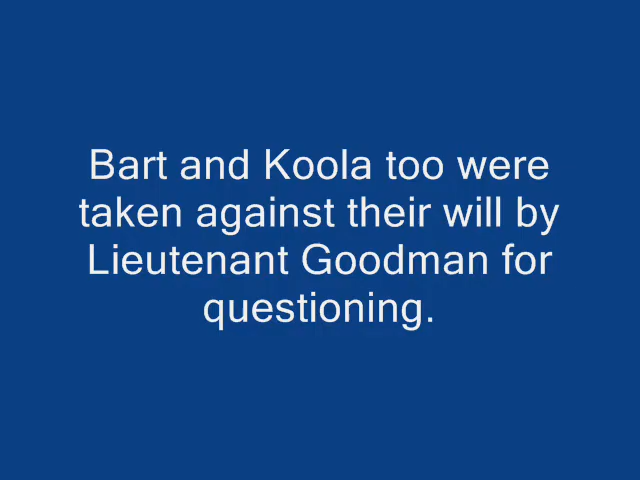 Bart and Koola too were
taken against their will by
Lieutenant Goodman for
questioning.